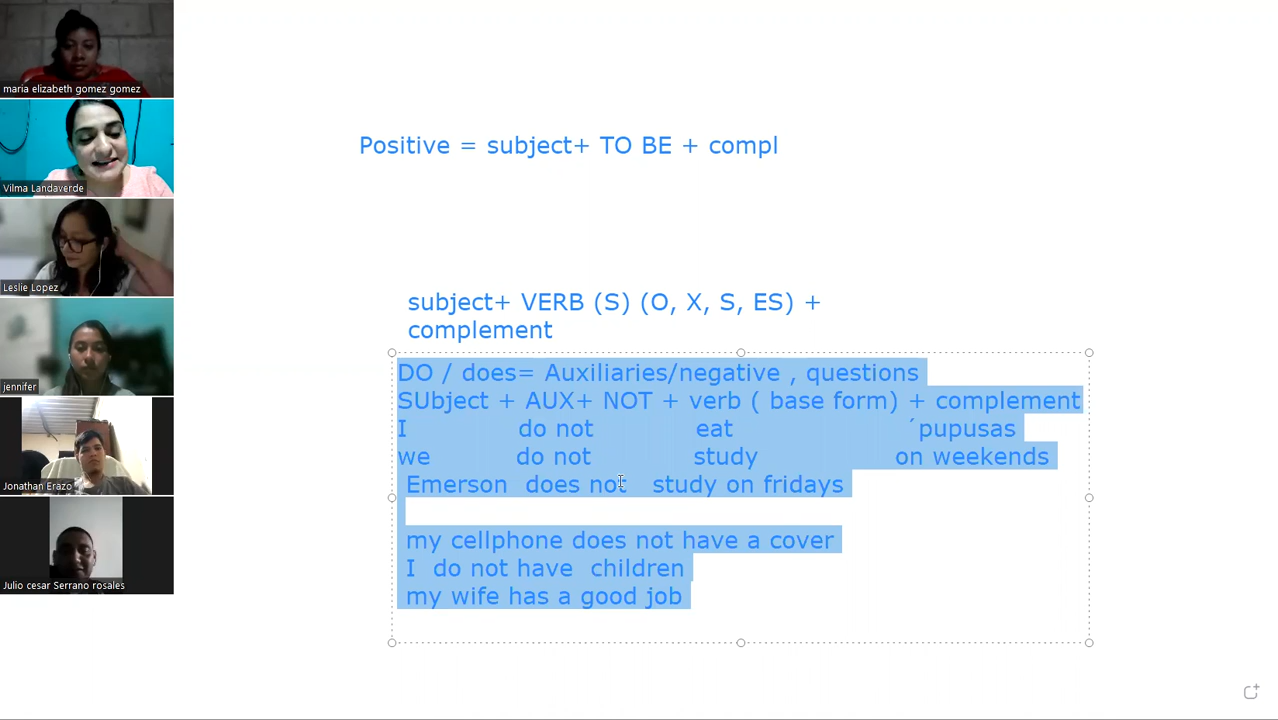 maria elizabeth gomez gomez
Vilma Landaverde
Leslie Lopez
jennifer
Jonathan Erazo
Julio cesar Serrano rosales
Positive = subject+ TO BE + compl
subject+ VERB (S) (O, X, S, ES) +
complement
DO / does= Auxiliaries/negative , questions
SUbject + AUX+ NOT + verb ( base form) + complement
I do not eat ´pupusas
we do not study on weekends
Emerson does not study on fridays
my cellphone does not have a cover
I do not have children
my wife has a good job